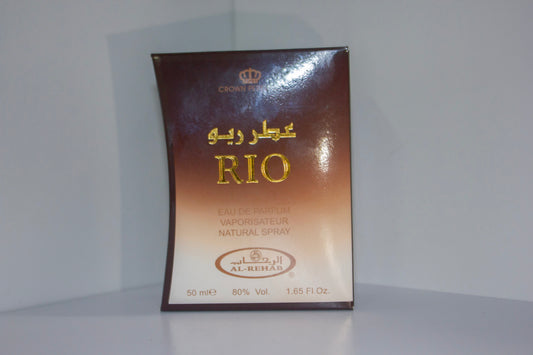 CROWN PERFUMES
عطر ريو
RIO
EAU DE PARFUM
VAPORISATEUR
NATURAL SPRAY
الرحاب
AL-REHAB
®
50 ml e 80% Vol. 1.65 Fl.Oz.